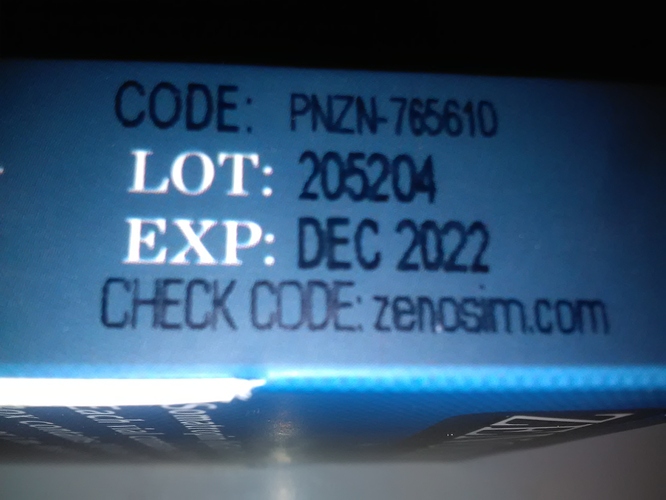 CODE: PNZN-765610
LOT: 205204
EXP: DEC 2022
CHECK CODE: zenosim.com